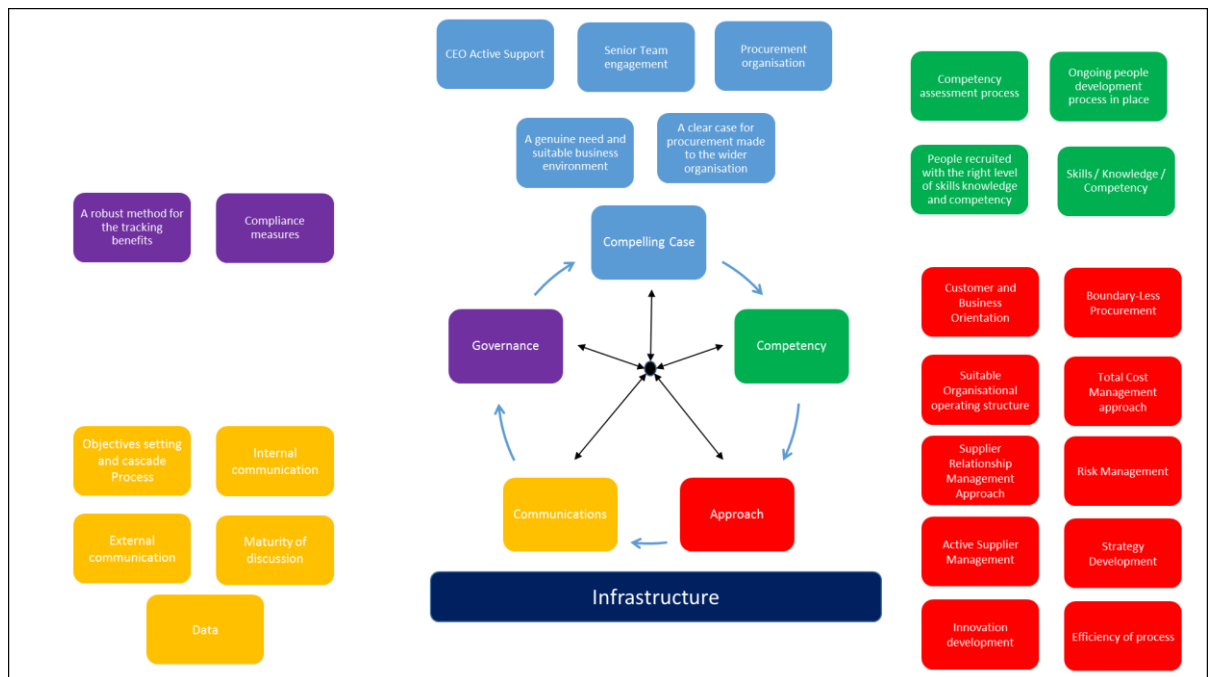 CEO Active Support
Senior Team
engagement
Procurement
organisation
A genuine need and
suitable business
environment
A clear case for
procurement made
to the wider
organisation
Competency
assessment process
Ongoing people
development
process in place
People recruited
with the right level
of skills knowledge
and competency
Skills / Knowledge /
Competency
A robust method for
the tracking
benefits
Compliance
measures
Compelling Case
Governance
Competency
Communications
Approach
Infrastructure
Customer and
Business
Orientation
Boundary-Less
Procurement
Suitable
Organisational
operating structure
Total Cost
Management
approach
Supplier
Relationship
Management
Approach
Risk Management
Active Supplier
Management
Strategy
Development
Innovation
development
Efficiency of process
Objectives setting
and cascade
Process
Internal
communication
External
communication
Maturity of
discussion
Data